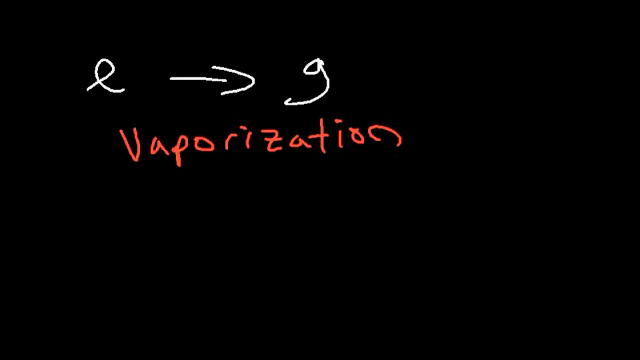 l → g
Vaporization